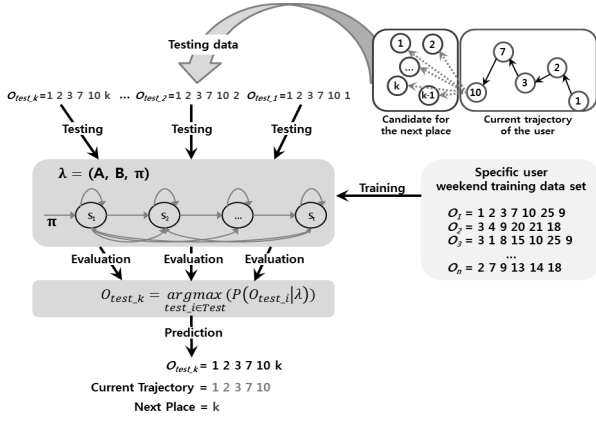 Testing data
1
2
...
k
k-1
7
2
3
10
1
Candidate for
the next place
Current trajectory
of the user
O_test_k = 1 2 3 7 10 k ... O_test_2 = 1 2 3 7 10 2 O_test_1 = 1 2 3 7 10 1
Testing Testing Testing
λ = (A, B, π)
π S₁ S₂ ... Sₜ
Training
Specific user
weekend training data set
O₁ = 1 2 3 7 10 25 9
O₂ = 3 4 9 20 21 18
O₃ = 3 1 8 15 10 25 9
...
Oₙ = 2 7 9 13 14 18
Evaluation Evaluation Evaluation
O_test_k = argmax (P(O_test_i|λ))
test_i∈Test
Prediction
O_test_k = 1 2 3 7 10 k
Current Trajectory = 1 2 3 7 10
Next Place = k